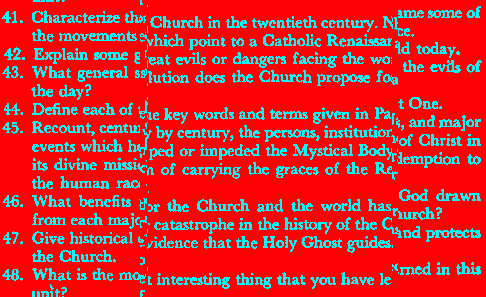 41. Characterize the Church in the twentieth century. Name some of
the movements which point to a Catholic Renaissance.
42. Explain some great evils or dangers facing the world today.
43. What general solution does the Church propose for the evils of
the day?
44. Define each of the key words and terms given in Part One.
45. Recount, century by century, the persons, institutions, and major
events which helped or impeded the Mystical Body of Christ in
its divine mission of carrying the graces of the Redemption to
the human race.
46. What benefits for the Church and the world has God drawn
from each major catastrophe in the history of the Church?
47. Give historical evidence that the Holy Ghost guides and protects
the Church.
48. What is the most interesting thing that you have learned in this
unit?